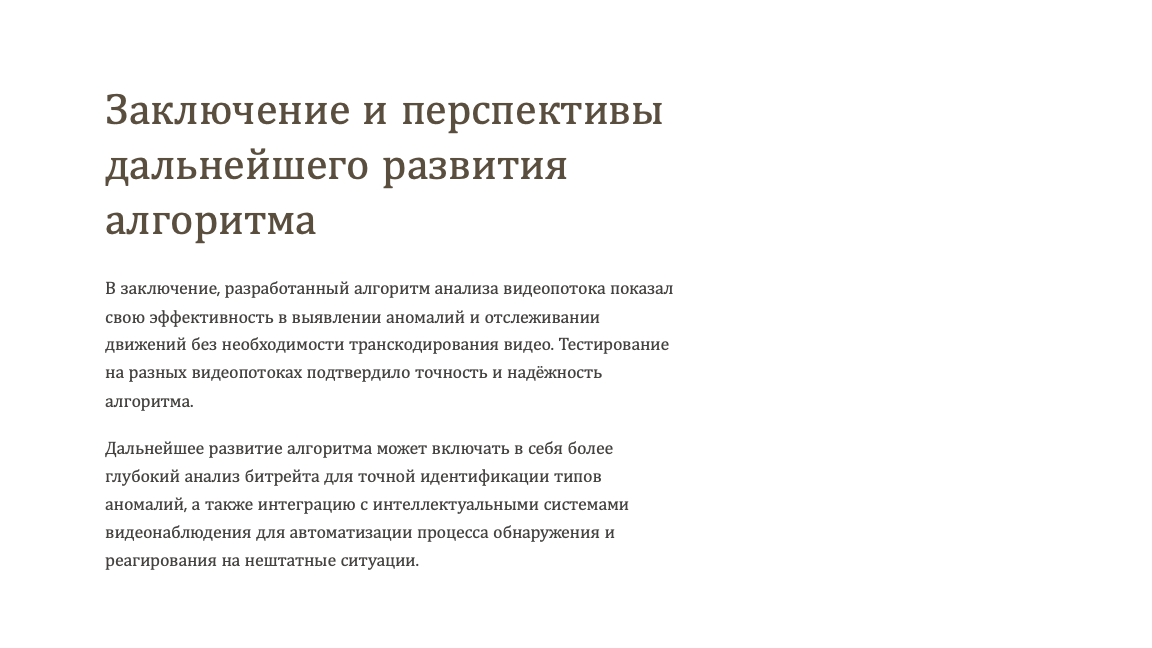 Заключение и перспективы
дальнейшего развития
алгоритма
В заключение, разработанный алгоритм анализа видеопотока показал
свою эффективность в выявлении аномалий и отслеживании
движений без необходимости транскодирования видео. Тестирование
на разных видеопотоках подтвердило точность и надёжность
алгоритма.
Дальнейшее развитие алгоритма может включать в себя более
глубокий анализ битрейта для точной идентификации типов
аномалий, а также интеграцию с интеллектуальными системами
видеонаблюдения для автоматизации процесса обнаружения и
реагирования на нештатные ситуации.